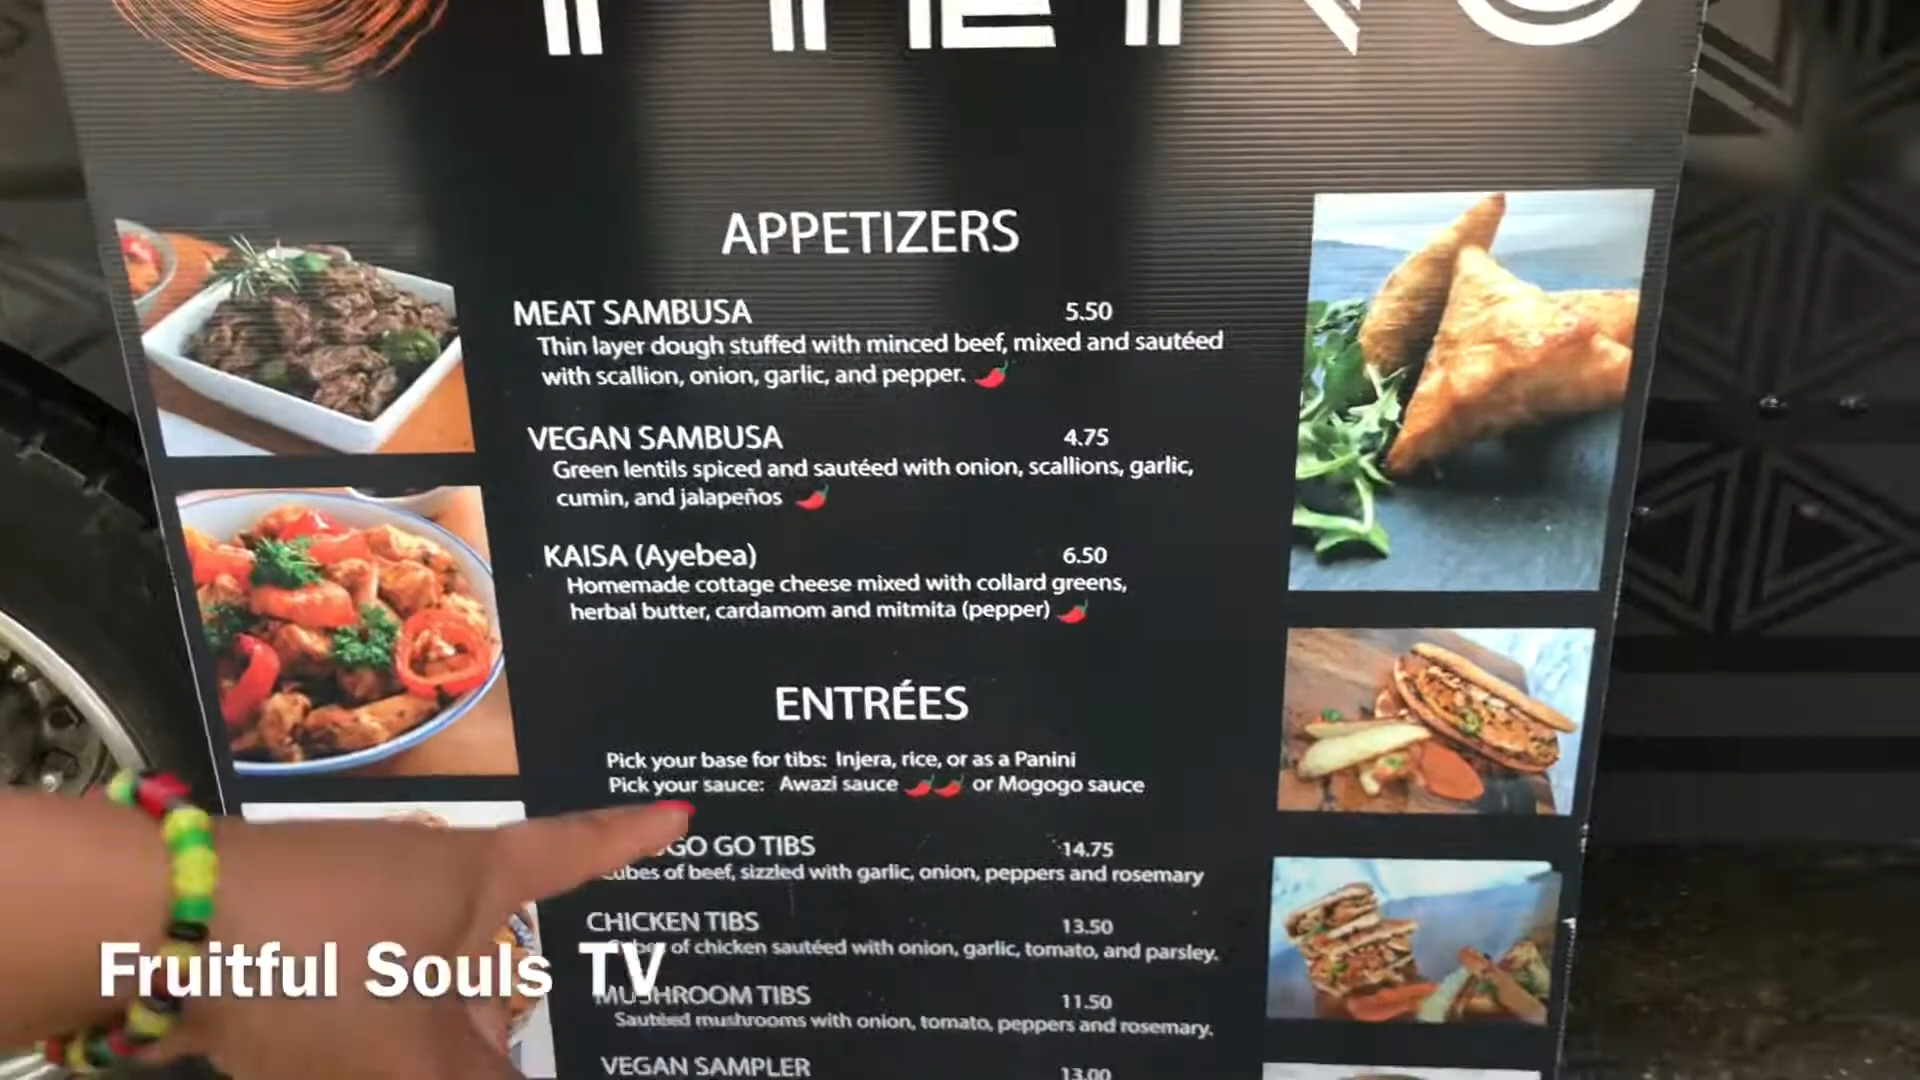 APPETIZERS
MEAT SAMBUSA 5.50
Thin layer dough stuffed with minced beef, mixed and sautéed
with scallion, onion, garlic, and pepper.
VEGAN SAMBUSA 4.75
Green lentils spiced and sautéed with onion, scallions, garlic,
cumin, and jalapeños
KAISA (Ayebea) 6.50
Homemade cottage cheese mixed with collard greens,
herbal butter, cardamom and mitmita (pepper)
ENTRÉES
Pick your base for tibs: Injera, rice, or as a Panini
Pick your sauce: Awazi sauce or Mogogo sauce
GO TIBS 14.75
of beef, sizzled with garlic, onion, peppers and rosemary
CHICKEN TIBS 13.50
of chicken sautéed with onion, garlic, tomato, and parsley.
MUSHROOM TIBS 11.50
Sautéed mushrooms with onion, tomato, peppers and rosemary.
VEGAN SAMPLER 13.00
Fruitful Souls TV